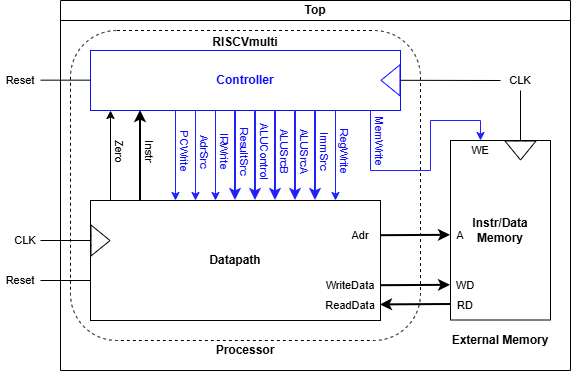 Top
RISCVmulti
Reset
Controller
CLK
Zero
Instr
PCWrite
AdrSrc
IRWrite
ResultSrc
ALUControl
ALUSrcB
ALUSrcA
ImmSrc
RegWrite
MemWrite
WE
CLK
Adr
A
Instr/Data
Memory
Datapath
Reset
WriteData
WD
ReadData
RD
External Memory
Processor